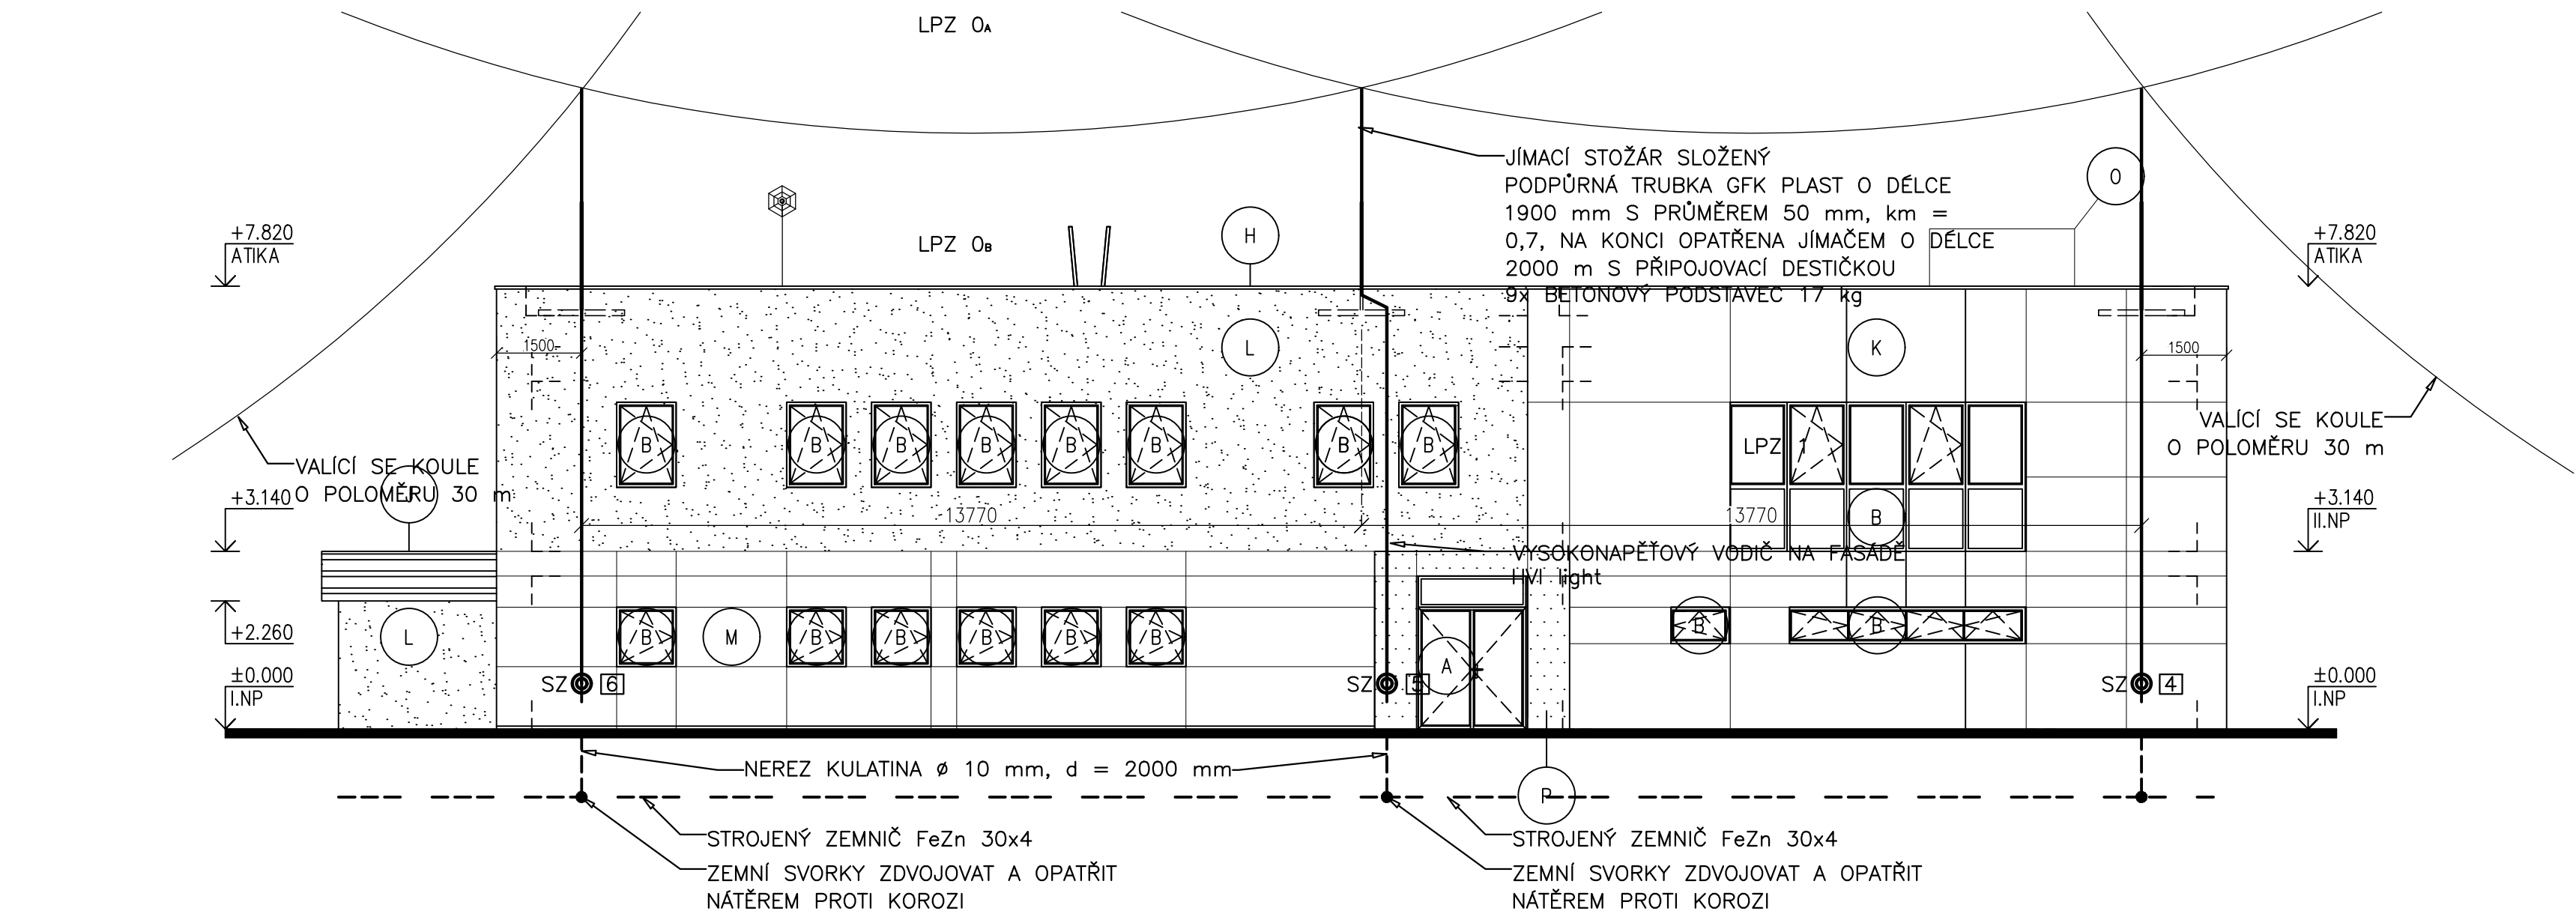 LPZ 0A
JÍMACÍ STOŽÁR SLOŽENÝ
PODPŮRNÁ TRUBKA GFK PLAST O DÉLCE
1900 mm S PRŮMĚREM 50 mm, km =
0,7, NA KONCI OPATŘENA JÍMAČEM O DÉLCE
2000 m S PŘIPOJOVACÍ DESTIČKOU
9x BETONOVÝ PODSTAVEC 17 kg
O
+7.820
ATIKA
LPZ 0B
H
+7.820
ATIKA
1500
L
K
1500
VALÍCÍ SE KOULE
O POLOMĚRU 30 m
B
B
B
B
B
B
B
B
LPZ 1
VALÍCÍ SE KOULE
O POLOMĚRU 30 m
J
+3.140
+3.140
II.NP
13770
13770
B
VYSOKONAPĚŤOVÝ VODIČ NA FASÁDĚ
HVI light
+2.260
L
B
M
B
B
B
B
B
B
B
A
±0.000
I.NP
SZ 6
SZ 5
SZ 4
±0.000
I.NP
NEREZ KULATINA ø 10 mm, d = 2000 mm
P
STROJENÝ ZEMNIČ FeZn 30x4
ZEMNÍ SVORKY ZDVOJOVAT A OPATŘIT
NÁTĚREM PROTI KOROZI
STROJENÝ ZEMNIČ FeZn 30x4
ZEMNÍ SVORKY ZDVOJOVAT A OPATŘIT
NÁTĚREM PROTI KOROZI